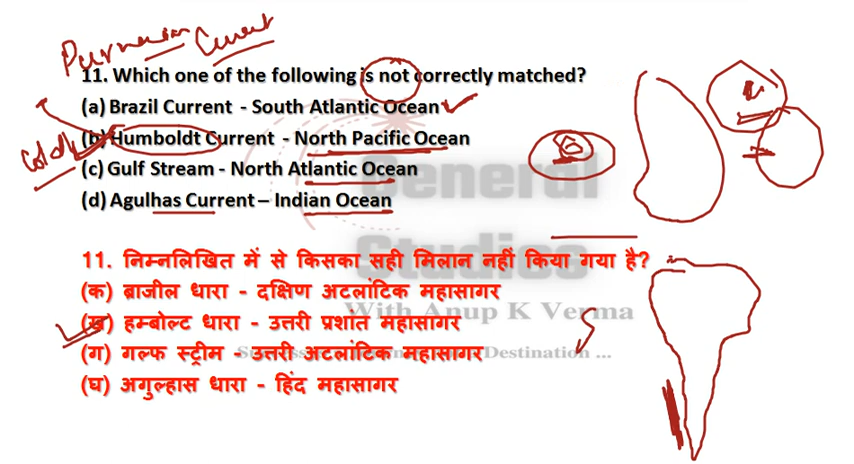 Peruvian Current
11. Which one of the following is not correctly matched?
(a) Brazil Current - South Atlantic Ocean
(b) Humboldt Current - North Pacific Ocean
(c) Gulf Stream - North Atlantic Ocean
(d) Agulhas Current – Indian Ocean
Cold
General
Studies
With Anup K Verma
11. निम्नलिखित में से किसका सही मिलान नहीं किया गया है?
(क) ब्राजील धारा - दक्षिण अटलांटिक महासागर
(ख) हम्बोल्ट धारा - उत्तरी प्रशांत महासागर
(ग) गल्फ स्ट्रीम - उत्तरी अटलांटिक महासागर
Destination ...
(घ) अगुल्हास धारा - हिंद महासागर